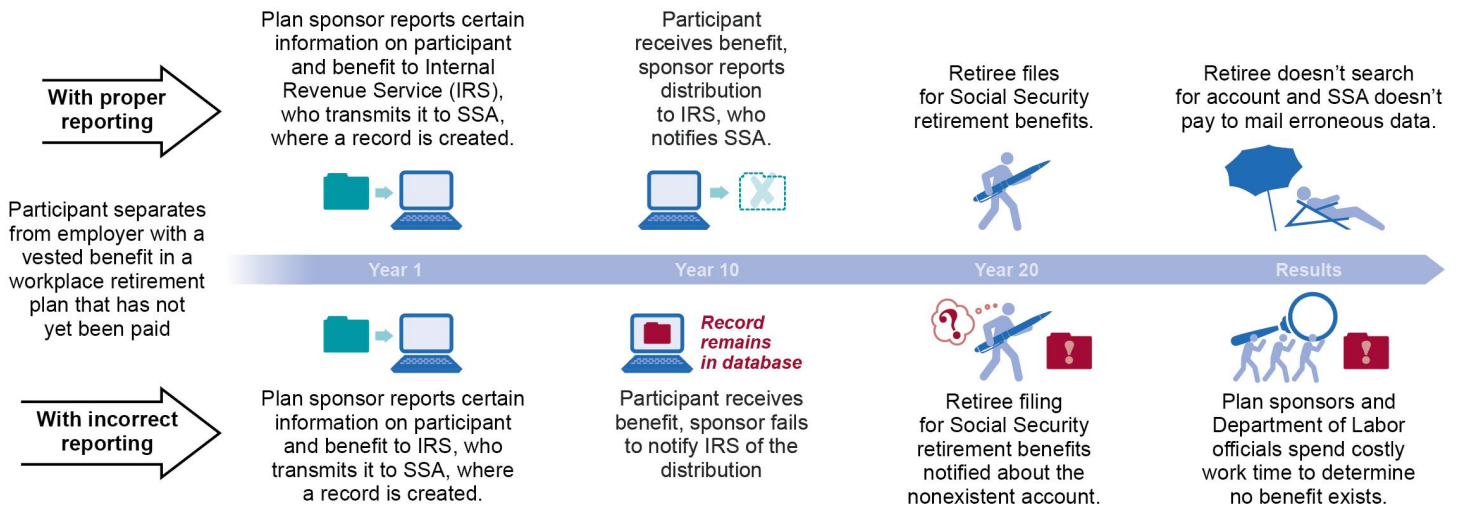 Plan sponsor reports certain
information on participant
and benefit to Internal
Revenue Service (IRS),
who transmits it to SSA,
where a record is created.
Participant
receives benefit,
sponsor reports
distribution
to IRS, who
notifies SSA.
Retiree files
for Social Security
retirement benefits.
Retiree doesn't search
for account and SSA doesn't
pay to mail erroneous data.
With proper
reporting
Participant separates
from employer with a
vested benefit in a
workplace retirement
plan that has not
yet been paid
Year 1
Year 10
Year 20
Results
?
!
!
Record
remains
in database
With incorrect
reporting
Plan sponsor reports certain
information on participant
and benefit to IRS, who
transmits it to SSA, where
a record is created.
Participant receives
benefit, sponsor fails
to notify IRS of the
distribution
Retiree filing
for Social Security
retirement benefits
notified about the
nonexistent account.
Plan sponsors and
Department of Labor
officials spend costly
work time to determine
no benefit exists.